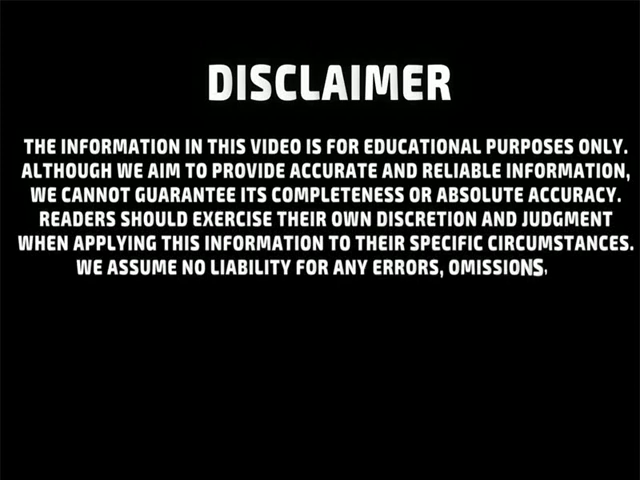 DISCLAIMER
THE INFORMATION IN THIS VIDEO IS FOR EDUCATIONAL PURPOSES ONLY.
ALTHOUGH WE AIM TO PROVIDE ACCURATE AND RELIABLE INFORMATION,
WE CANNOT GUARANTEE ITS COMPLETENESS OR ABSOLUTE ACCURACY.
READERS SHOULD EXERCISE THEIR OWN DISCRETION AND JUDGMENT
WHEN APPLYING THIS INFORMATION TO THEIR SPECIFIC CIRCUMSTANCES.
WE ASSUME NO LIABILITY FOR ANY ERRORS, OMISSIONS.